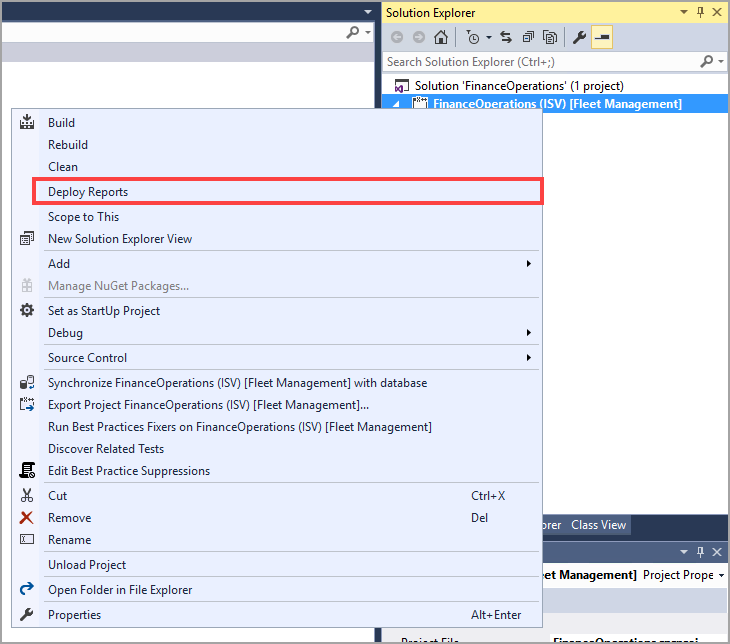 Solution Explorer
Search Solution Explorer (Ctrl+;)
Solution 'FinanceOperations' (1 project)
FinanceOperations (ISV) [Fleet Management]
Build
Rebuild
Clean
Deploy Reports
Scope to This
New Solution Explorer View
Add
Manage NuGet Packages...
Set as StartUp Project
Debug
Source Control
Synchronize FinanceOperations (ISV) [Fleet Management] with database
Export Project FinanceOperations (ISV) [Fleet Management]...
Run Best Practices Fixers on FinanceOperations (ISV) [Fleet Management]
Discover Related Tests
Edit Best Practice Suppressions
Cut Ctrl+X
Remove Del
Rename
Unload Project
Open Folder in File Explorer
Properties Alt+Enter
orer Class View
et Management] Project Prope
Project File